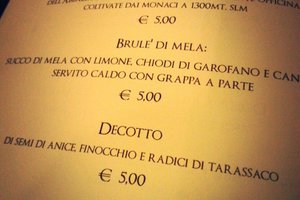 COLTIVATE DAI MONACI A 1300MT. SLM
€ 5,00
BRULE' DI MELA:
SUCCO DI MELA CON LIMONE, CHIODI DI GAROFANO E CAN
SERVITO CALDO CON GRAPPA A PARTE
€ 5,00
DECOTTO
DI SEMI DI ANICE, FINOCCHIO E RADICI DI TARASSACO
€ 5,00